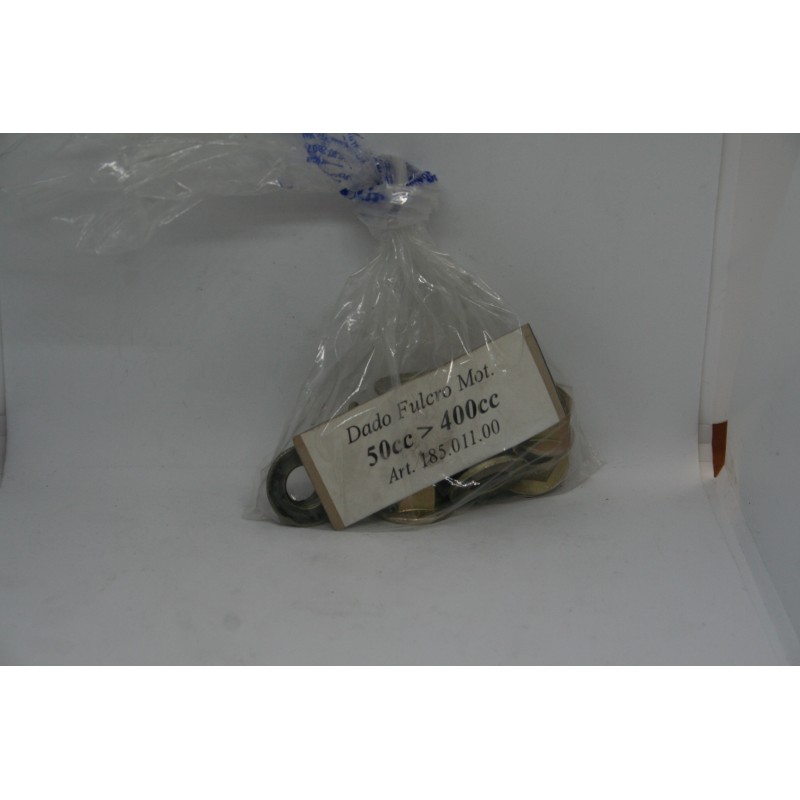 Dado Fulcro Mot.
50cc > 400cc
Art. 185.011.00